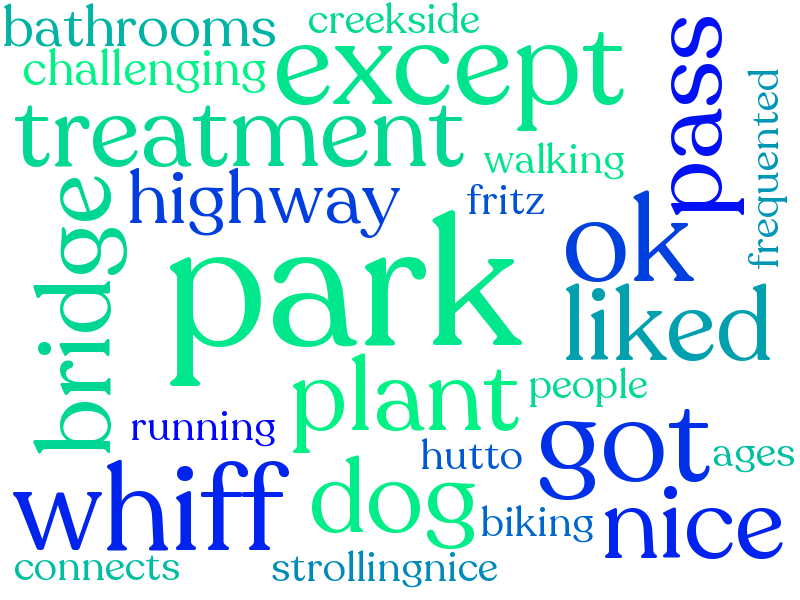 bathrooms
creekside
challenging
except
pass
frequented
treatment
walking
highway
fritz
bridge
park
ok
liked
plant
people
running
got
hutto
ages
whiff
dog
biking
nice
connects
strollingnice